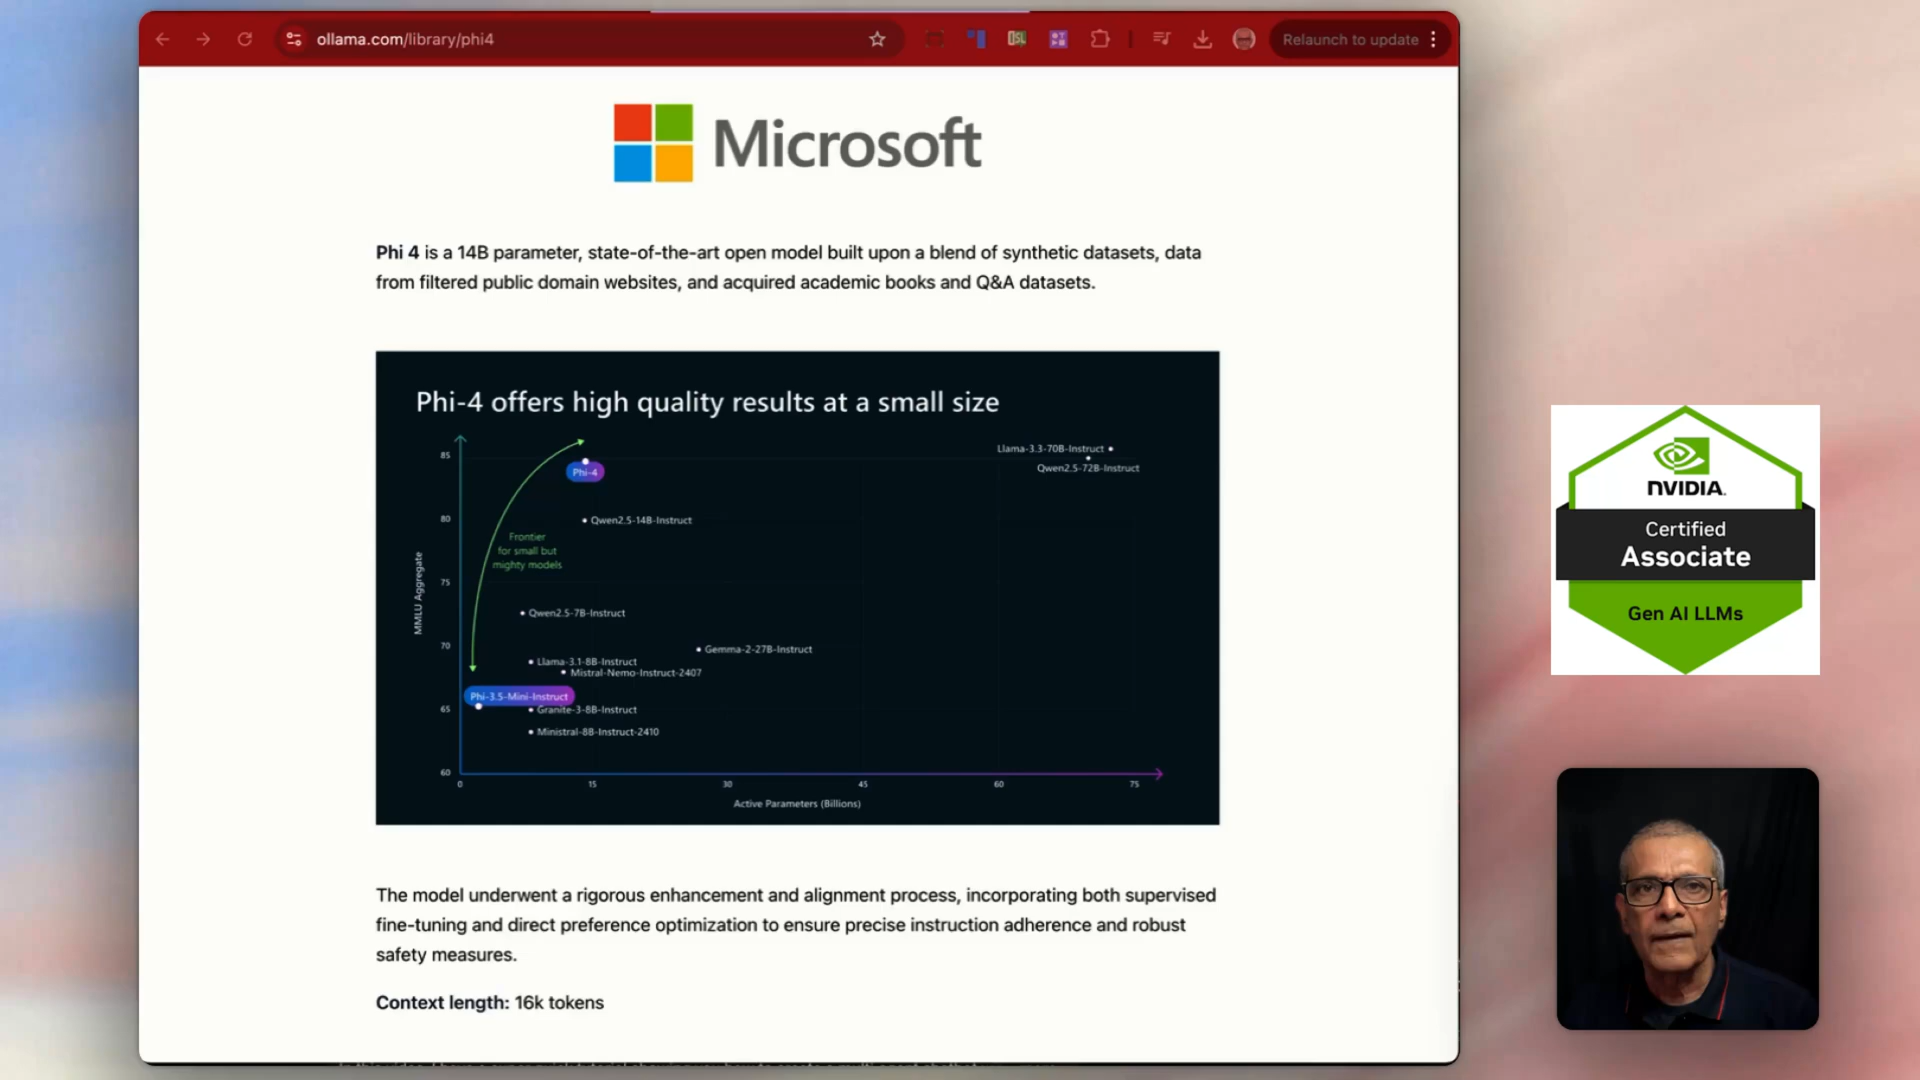 ollama.com/library/phi4
Relaunch to update
Microsoft
Phi 4 is a 14B parameter, state-of-the-art open model built upon a blend of synthetic datasets, data
from filtered public domain websites, and acquired academic books and Q&A datasets.
Phi-4 offers high quality results at a small size
85
80
75
70
65
60
MMLU Aggregate
Llama-3.3-70B-Instruct
Qwen2.5-72B-Instruct
Phi-4
Qwen2.5-14B-Instruct
Frontier
for small but
mighty models
Qwen2.5-7B-Instruct
Gemma-2-27B-Instruct
Llama-3.1-8B-Instruct
Mistral-Nemo-Instruct-2407
Phi-3.5-Mini-Instruct
Granite-3-8B-Instruct
Ministral-8B-Instruct-2410
0 15 30 45 60 75
Active Parameters (Billions)
The model underwent a rigorous enhancement and alignment process, incorporating both supervised
fine-tuning and direct preference optimization to ensure precise instruction adherence and robust
safety measures.
Context length: 16k tokens
NVIDIA.
Certified
Associate
Gen AI LLMs